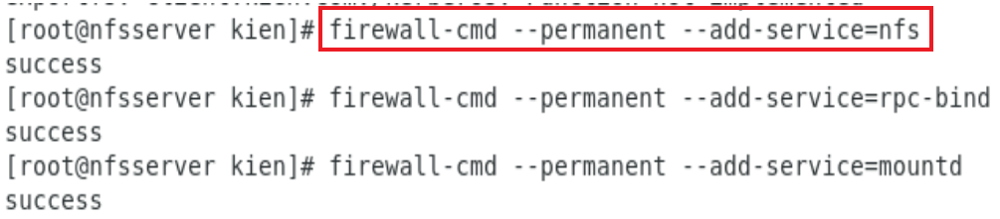 [root@nfsserver kien]# firewall-cmd --permanent --add-service=nfs
success
[root@nfsserver kien]# firewall-cmd --permanent --add-service=rpc-bind
success
[root@nfsserver kien]# firewall-cmd --permanent --add-service=mountd
success